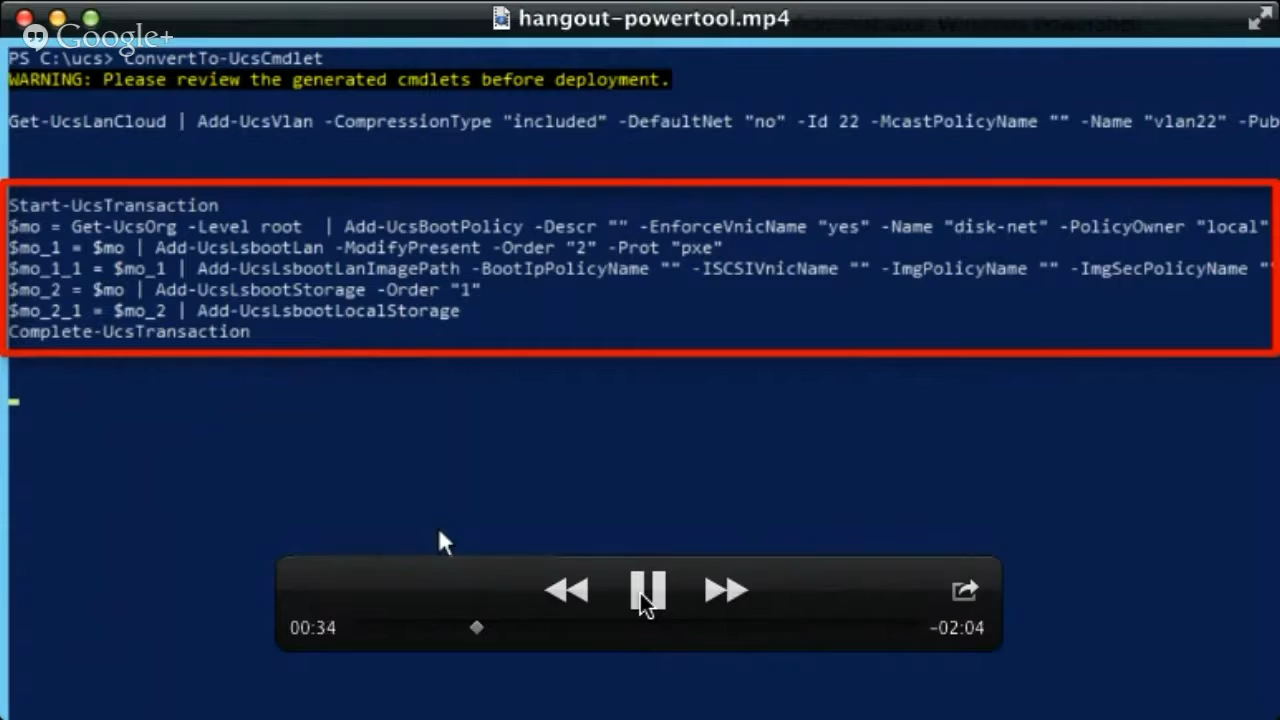 hangout-powertool.mp4
Google+
PS C:\ucs> ConvertTo-UcsCmdlet
WARNING: Please review the generated cmdlets before deployment.
Get-UcsLanCloud | Add-UcsVlan -CompressionType "included" -DefaultNet "no" -Id 22 -McastPolicyName "" -Name "vlan22" -Pub
Start-UcsTransaction
$mo = Get-UcsOrg -Level root  | Add-UcsBootPolicy -Descr "" -EnforceVnicName "yes" -Name "disk-net" -PolicyOwner "local"
$mo_1 = $mo | Add-UcsLsbootLan -ModifyPresent -Order "2" -Prot "pxe"
$mo_1_1 = $mo_1 | Add-UcsLsbootLanImagePath -BootIpPolicyName "" -ISCSIVnicName "" -ImgPolicyName "" -ImgSecPolicyName "
$mo_2 = $mo | Add-UcsLsbootStorage -Order "1"
$mo_2_1 = $mo_2 | Add-UcsLsbootLocalStorage
Complete-UcsTransaction
00:34
-02:04